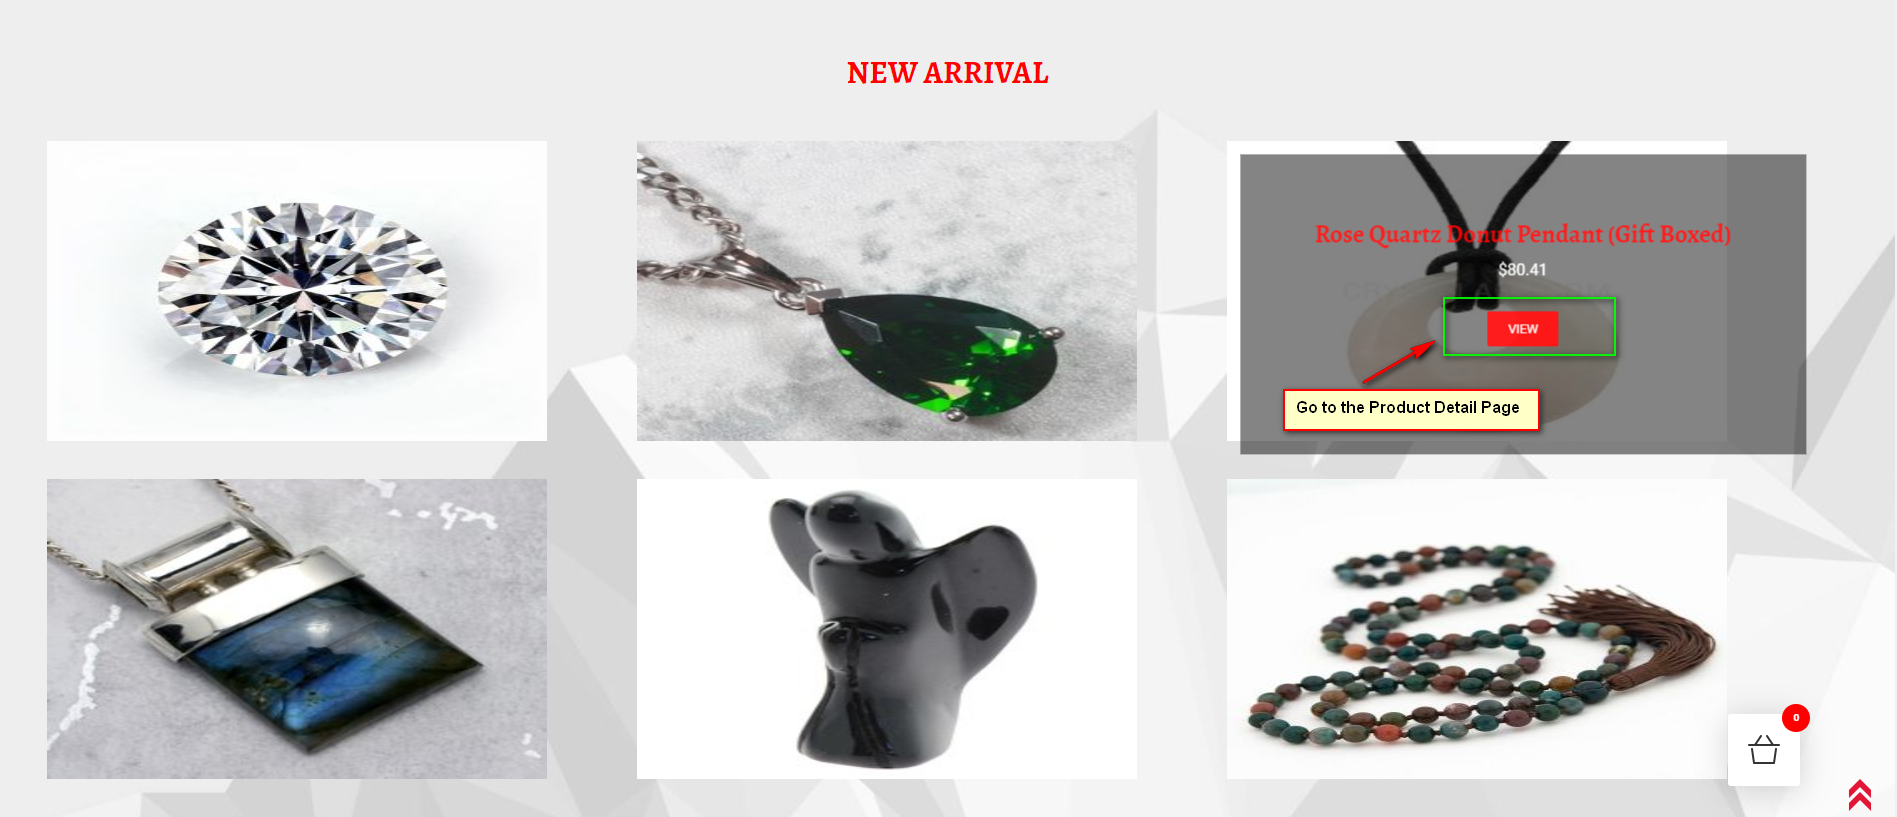 NEW ARRIVAL
Rose Quartz Donut Pendant (Gift Boxed)
$80.41
VIEW
Go to the Product Detail Page
0